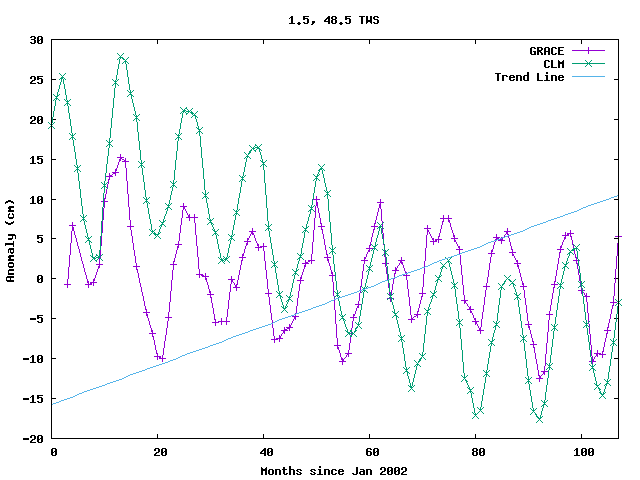 1.5, 48.5 TWS
GRACE
CLM
Trend Line
30
25
20
15
10
5
0
-5
-10
-15
-20
Anomaly (cm)
0 20 40 60 80 100
Months since Jan 2002